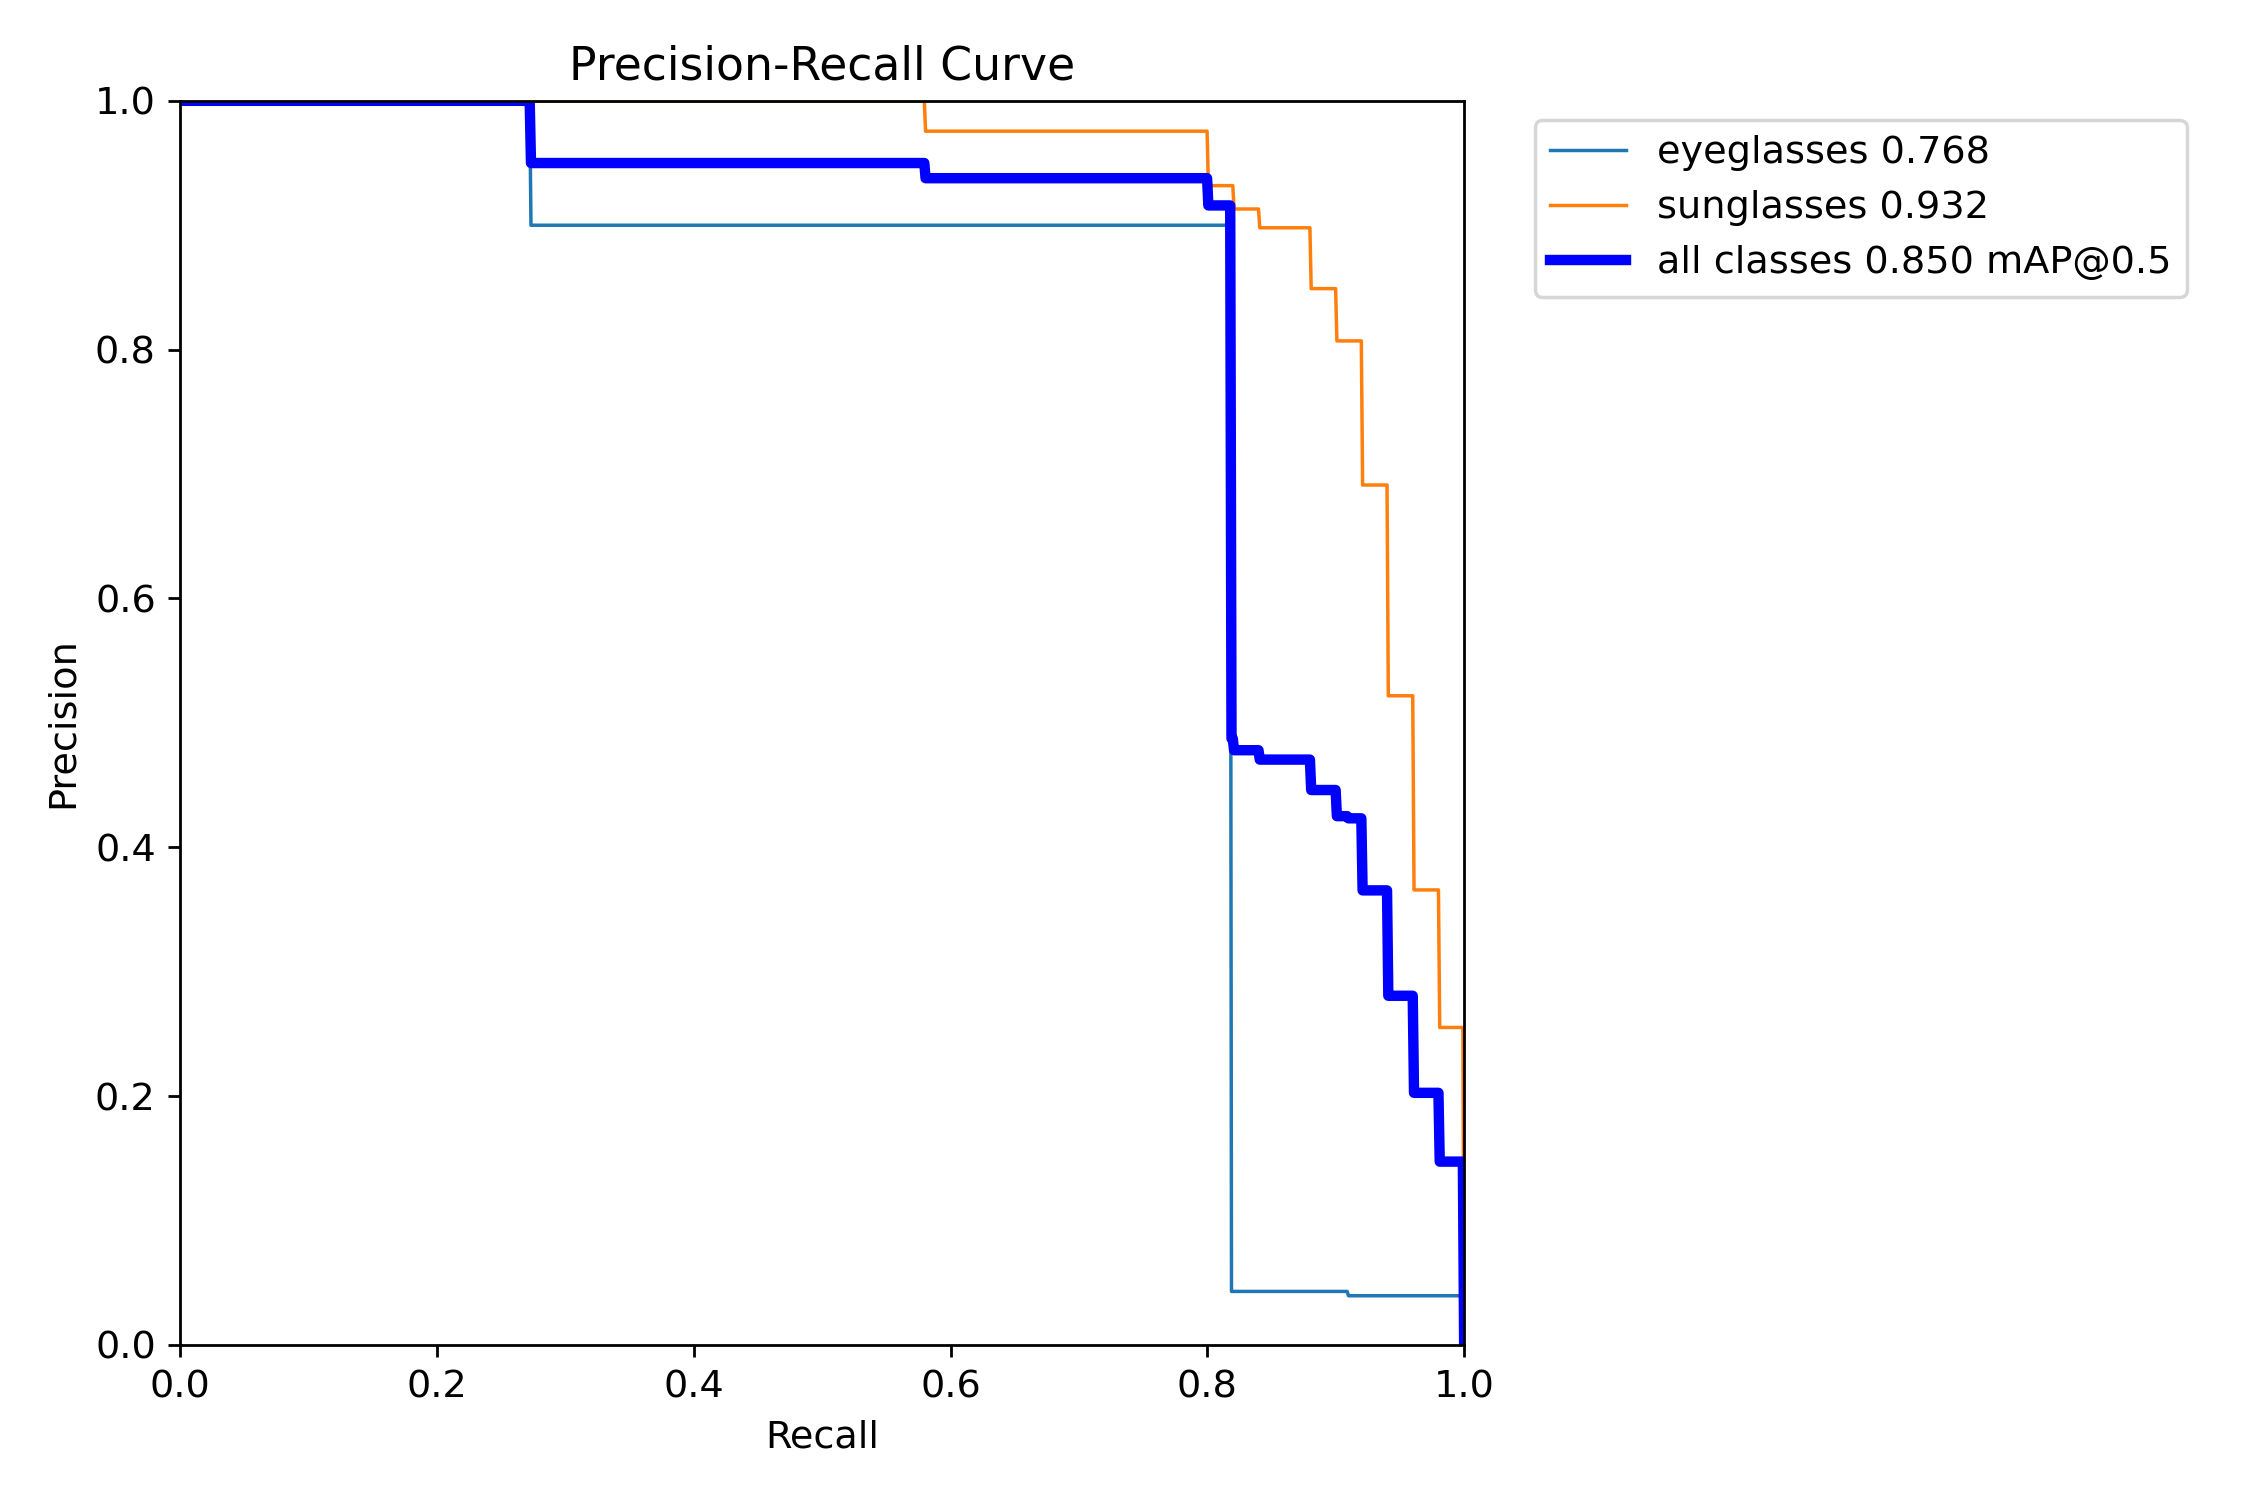 Precision-Recall Curve
1.0
0.8
0.6
0.4
0.2
0.0
Precision
0.0 0.2 0.4 0.6 0.8 1.0
Recall
eyeglasses 0.768
sunglasses 0.932
all classes 0.850 mAP@0.5